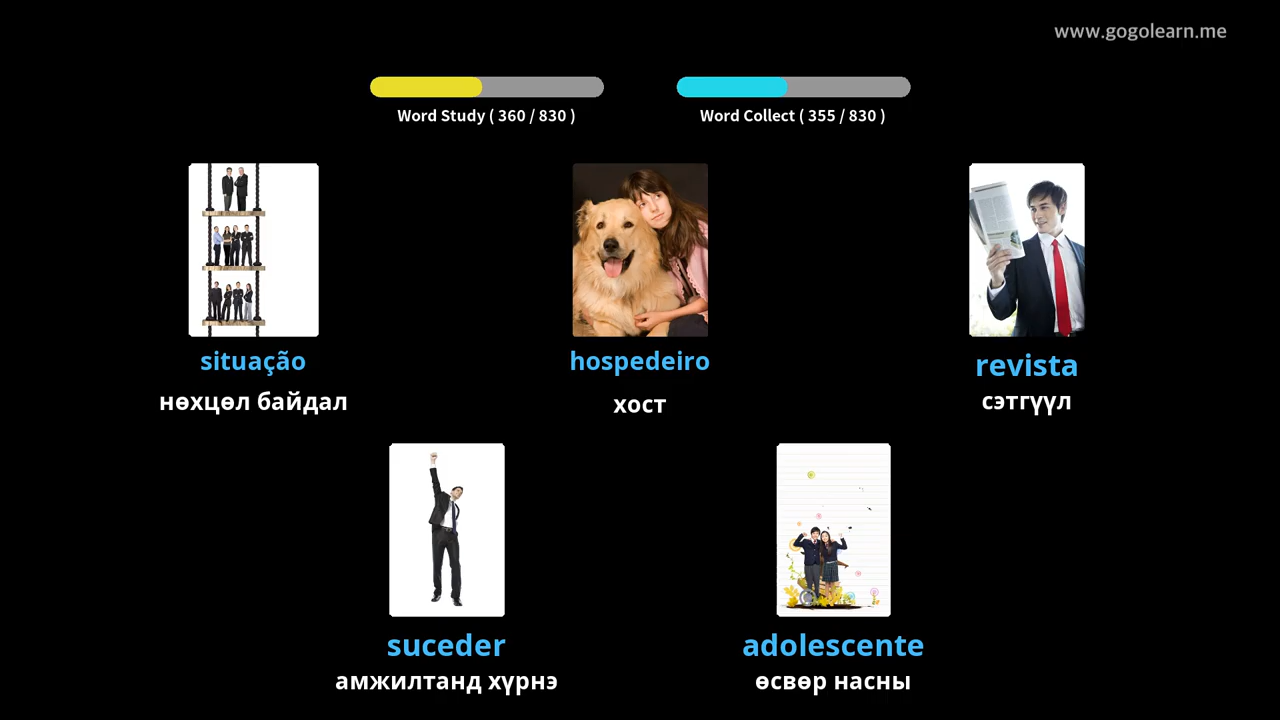 www.gogolearn.me
Word Study ( 360 / 830 )
Word Collect ( 355 / 830 )
situação
нөхцөл байдал
hospedeiro
хост
revista
сэтгүүл
suceder
амжилтанд хүрнэ
adolescente
өсвөр насны